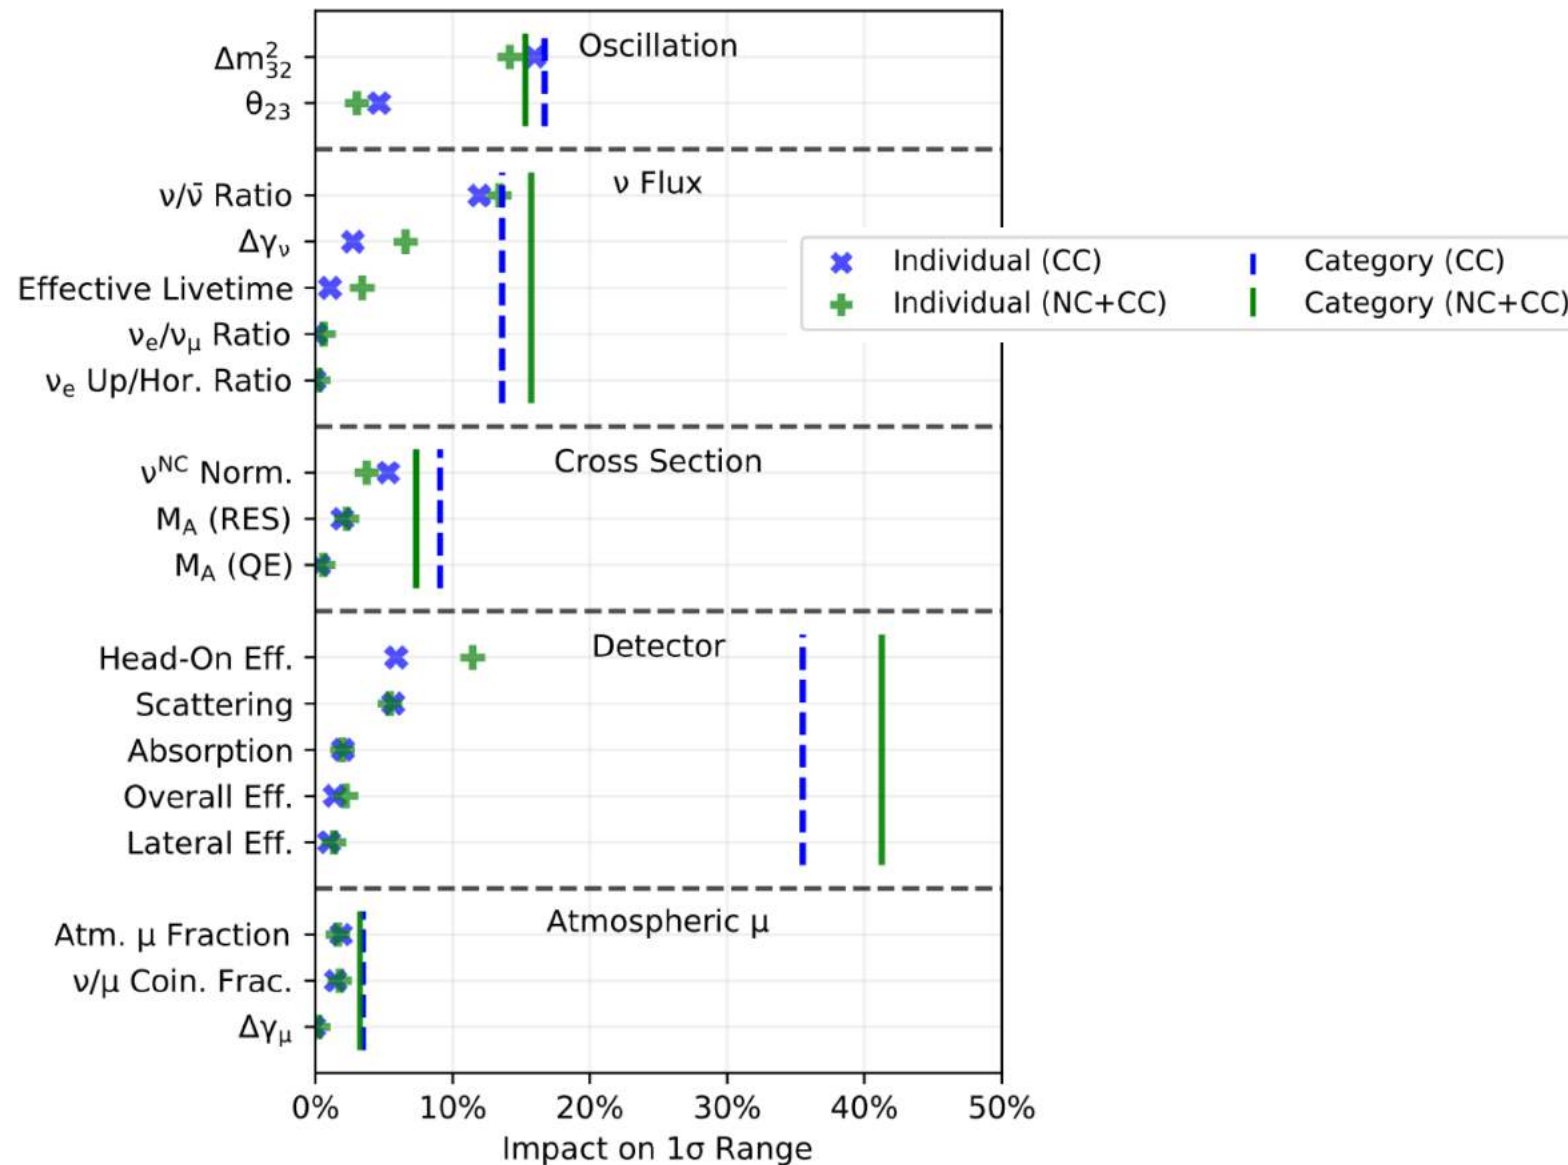 Δm²₃₂
Oscillation
θ₂₃
ν/ν̄ Ratio
ν Flux
Δγᵥ
Effective Livetime
νₑ/νμ Ratio
νₑ Up/Hor. Ratio
Individual (CC)
Category (CC)
Individual (NC+CC)
Category (NC+CC)
νᴺᶜ Norm.
Cross Section
M_A (RES)
M_A (QE)
Head-On Eff.
Detector
Scattering
Absorption
Overall Eff.
Lateral Eff.
Atm. μ Fraction
Atmospheric μ
ν/μ Coin. Frac.
Δγμ
0% 10% 20% 30% 40% 50%
Impact on 1σ Range